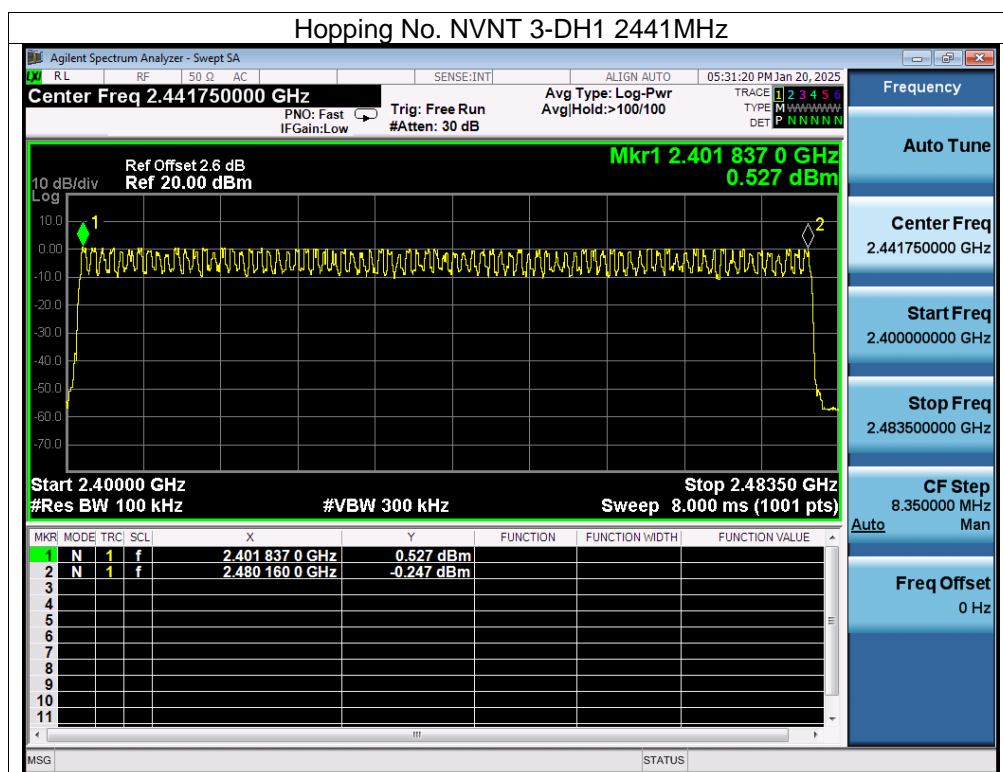 Hopping No. NVNT 3-DH1 2441MHz
Agilent Spectrum Analyzer - Swept SA
LXI RL RF 50 Ω AC SENSE:INT ALIGN AUTO 05:31:20 PM Jan 20, 2025
Center Freq 2.441750000 GHz
PNO: Fast
IFGain:Low
Trig: Free Run
#Atten: 30 dB
Avg Type: Log-Pwr
Avg|Hold:>100/100
TRACE 1 2 3 4 5 6
TYPE M WWWWW
DET P N N N N N
Ref Offset 2.6 dB
Ref 20.00 dBm
10 dB/div
Log
Mkr1 2.401 837 0 GHz
0.527 dBm
10.0
0.00
-10.0
-20.0
-30.0
-40.0
-50.0
-60.0
-70.0
1
2
Start 2.40000 GHz
Stop 2.48350 GHz
#Res BW 100 kHz #VBW 300 kHz Sweep 8.000 ms (1001 pts)
MKR MODE TRC SCL X Y FUNCTION FUNCTION WIDTH FUNCTION VALUE
1 N 1 f 2.401 837 0 GHz 0.527 dBm
2 N 1 f 2.480 160 0 GHz -0.247 dBm
3
4
5
6
7
8
9
10
11
MSG STATUS
Frequency
Auto Tune
Center Freq
2.441750000 GHz
Start Freq
2.400000000 GHz
Stop Freq
2.483500000 GHz
CF Step
8.350000 MHz
Auto Man
Freq Offset
0 Hz